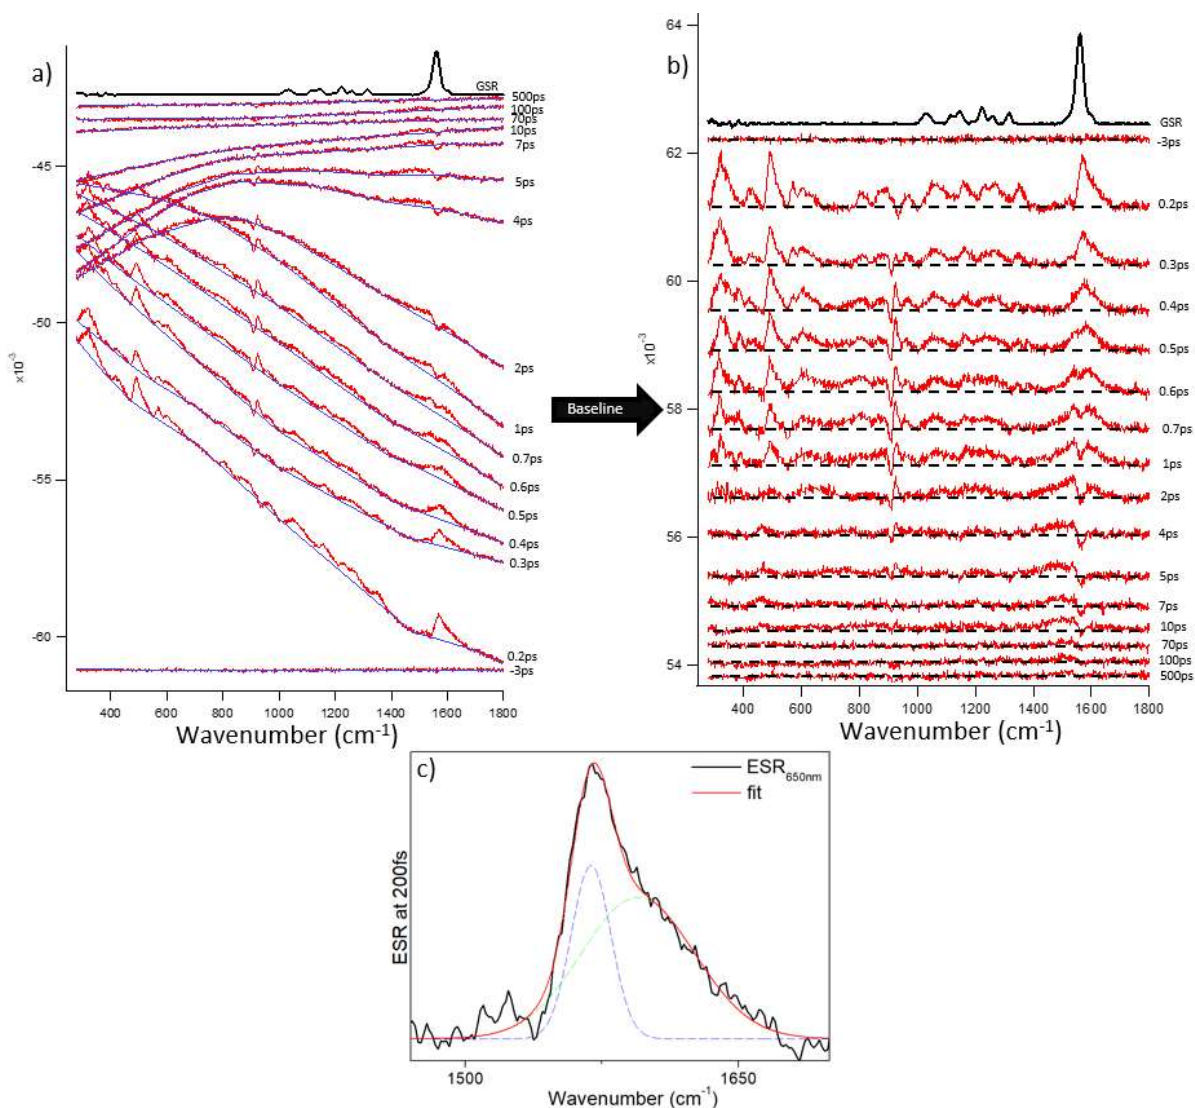 a)
GSR
500ps
100ps
70ps
10ps
7ps
5ps
4ps
2ps
1ps
0.7ps
0.6ps
0.5ps
0.4ps
0.3ps
0.2ps
-3ps
-45
-50
-55
-60
x10⁻³
400 600 800 1000 1200 1400 1600 1800
Wavenumber (cm⁻¹)
Baseline
b)
GSR
-3ps
0.2ps
0.3ps
0.4ps
0.5ps
0.6ps
0.7ps
1ps
2ps
4ps
5ps
7ps
10ps
70ps
100ps
500ps
64
62
60
58
56
54
x10⁻³
400 600 800 1000 1200 1400 1600 1800
Wavenumber (cm⁻¹)
c)
ESR₆₅₀ₙₘ
fit
ESR at 200fs
1500 1650
Wavenumber (cm⁻¹)